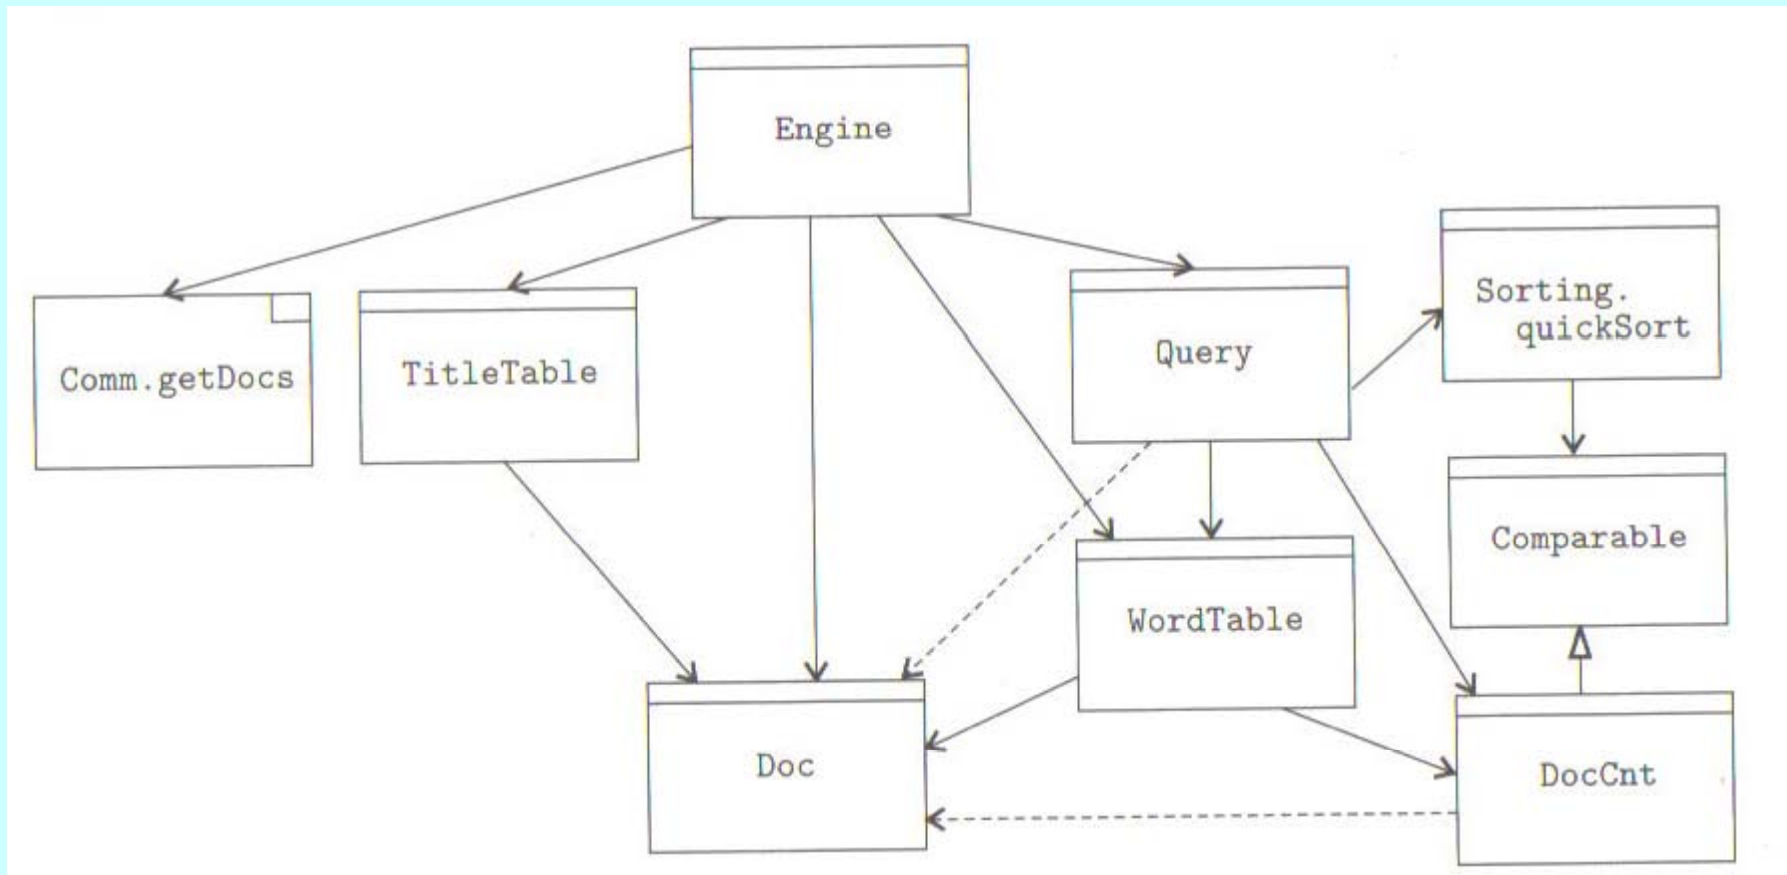 Engine
Sorting.
quickSort
Query
Comm.getDocs
TitleTable
Comparable
WordTable
Doc
DocCnt